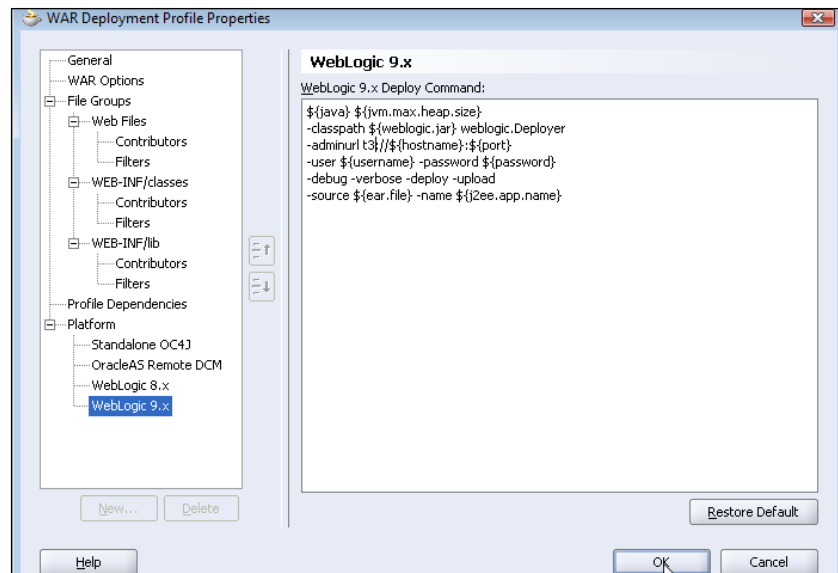 WAR Deployment Profile Properties
General
WAR Options
File Groups
Web Files
Contributors
Filters
WEB-INF/classes
Contributors
Filters
WEB-INF/lib
Contributors
Filters
Profile Dependencies
Platform
Standalone OC4J
OracleAS Remote DCM
WebLogic 8.x
WebLogic 9.x
New... Delete
WebLogic 9.x
WebLogic 9.x Deploy Command:
${java} ${jvm.max.heap.size}
-classpath ${weblogic.jar} weblogic.Deployer
-adminurl t3://${hostname}:${port}
-user ${username} -password ${password}
-debug -verbose -deploy -upload
-source ${ear.file} -name ${j2ee.app.name}
Restore Default
Help OK Cancel